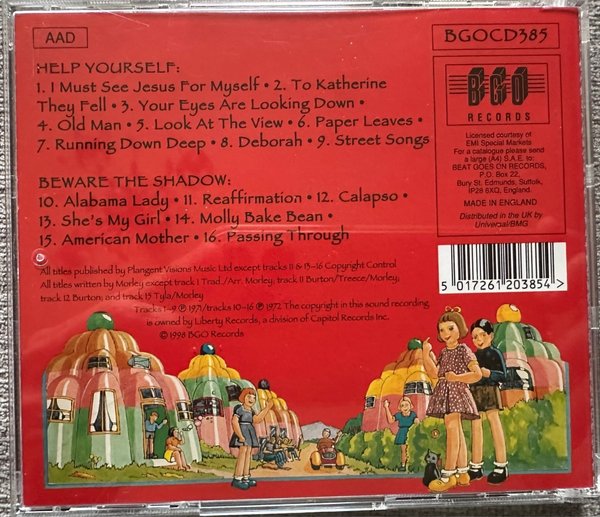 AAD
HELP YOURSELF:
1. I Must See Jesus For Myself • 2. To Katherine
They Fell • 3. Your Eyes Are Looking Down •
4. Old Man • 5. Look At The View • 6. Paper Leaves •
7. Running Down Deep • 8. Deborah • 9. Street Songs
BEWARE THE SHADOW:
10. Alabama Lady • 11. Reaffirmation • 12. Calapso •
13. She's My Girl • 14. Molly Bake Bean •
15. American Mother • 16. Passing Through
All titles published by Plangent Visions Music Ltd except tracks 11 & 13-16 Copyright Control
All titles written by Morley except track 1 Trad./Arr. Morley, track 11 Burton/Treece/Morley,
track 12 Burton; and track 15 Tyla/Morley
Tracks 1-9 ℗ 1971/tracks 10-16 ℗ 1972 The copyright in this sound recording
is owned by Liberty Records, a division of Capitol Records Inc.
© 1998 BGO Records
BGOCD385
BGO
RECORDS
Licensed courtesy of
EMI Special Markets
For a catalogue please send
a large (A4) S.A.E. to:
BEAT GOES ON RECORDS,
P.O. Box 22,
Bury St. Edmunds, Suffolk,
IP28 6XQ, England.
MADE IN ENGLAND
Distributed in the UK by
Universal/BMG
5 017261 203854 >